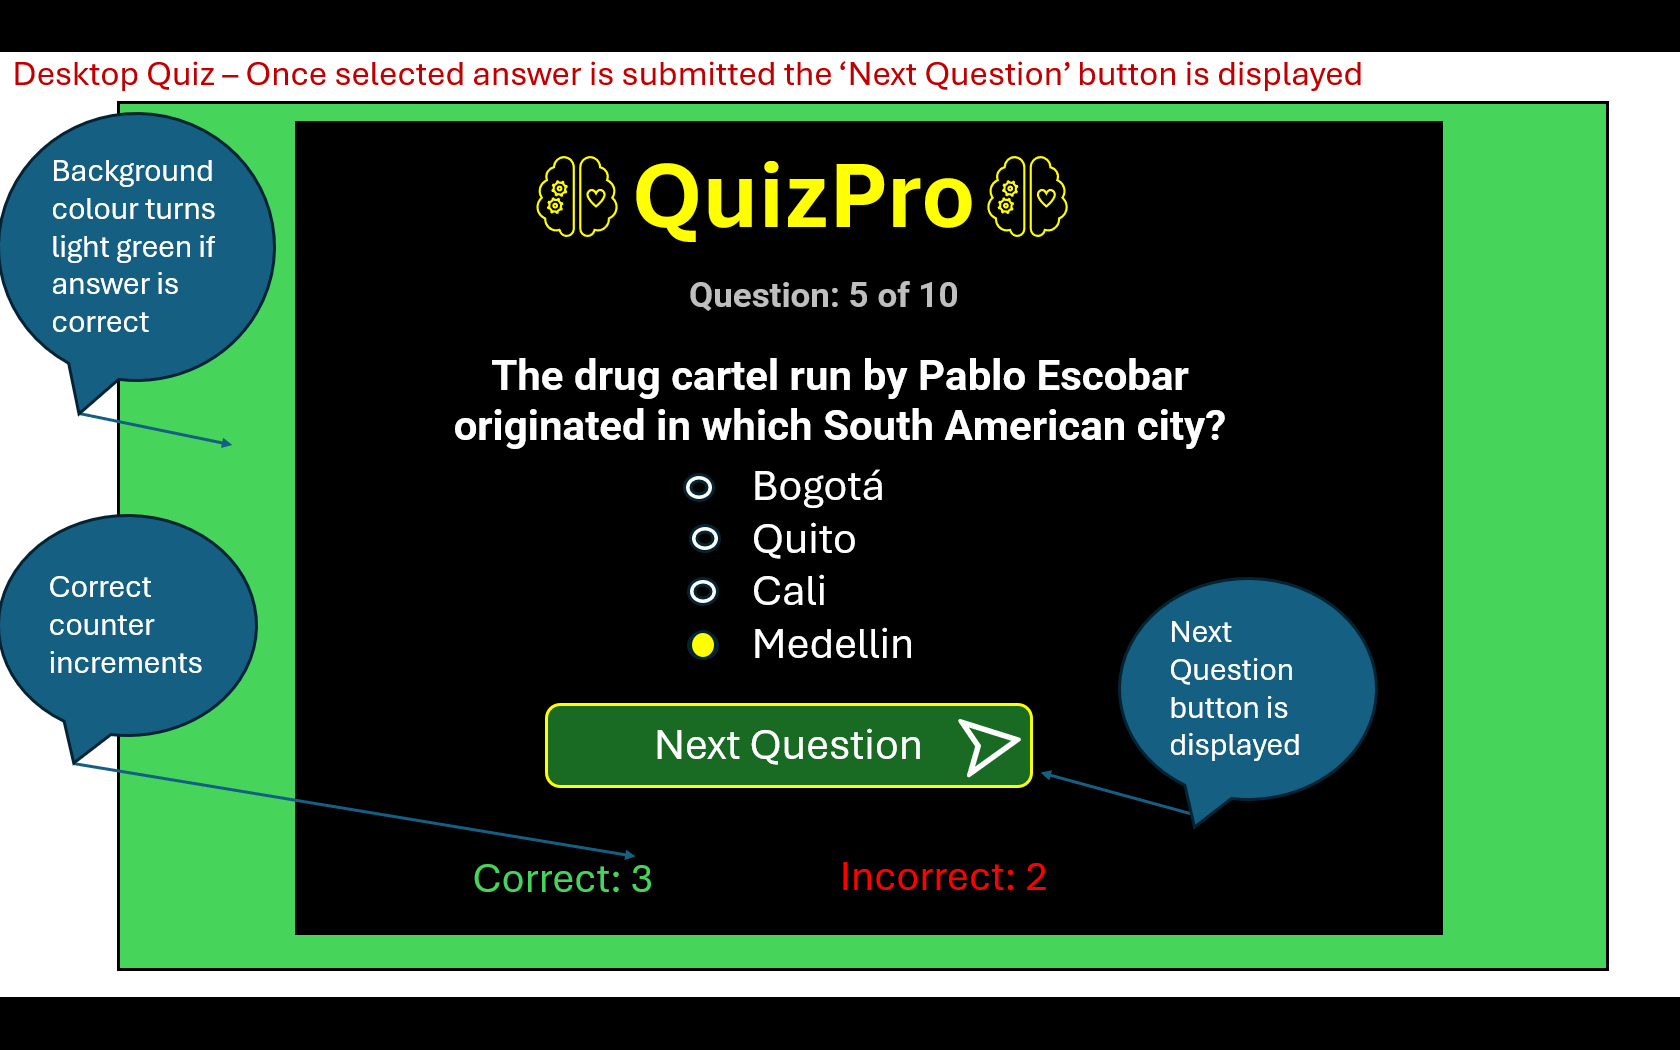 Desktop Quiz – Once selected answer is submitted the ‘Next Question’ button is displayed
Background
colour turns
light green if
answer is
correct
QuizPro
Question: 5 of 10
The drug cartel run by Pablo Escobar
originated in which South American city?
Bogotá
Quito
Cali
Medellin
Correct
counter
increments
Next
Question
button is
displayed
Next Question
Correct: 3
Incorrect: 2